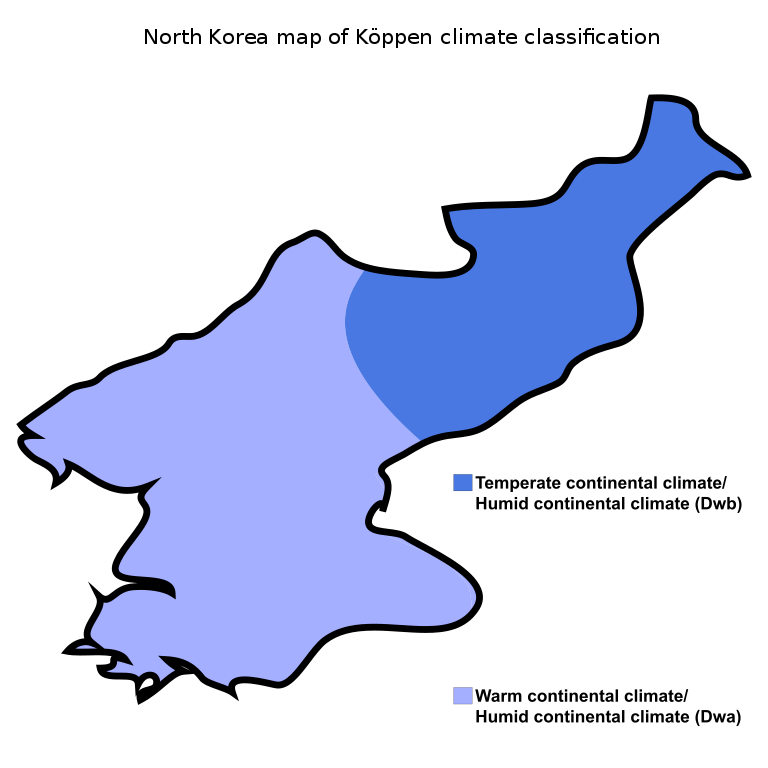 North Korea map of Köppen climate classification
Temperate continental climate/
Humid continental climate (Dwb)
Warm continental climate/
Humid continental climate (Dwa)